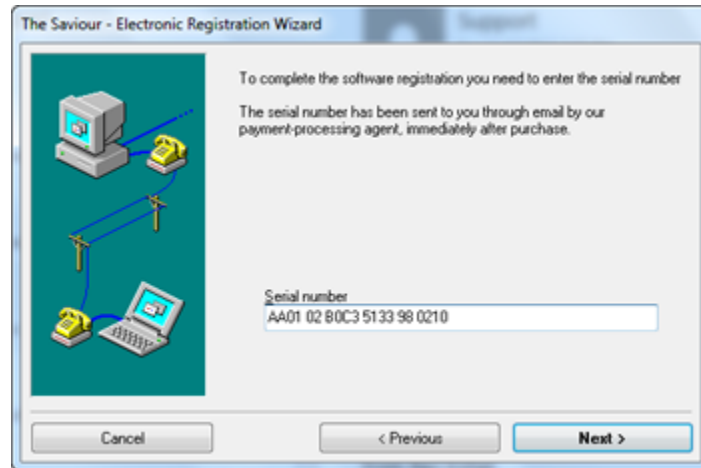 The Saviour - Electronic Registration Wizard
To complete the software registration you need to enter the serial number
The serial number has been sent to you through email by our
payment-processing agent, immediately after purchase.
Serial number
AA01 02 B0C3 5133 98 0210
Cancel
< Previous
Next >